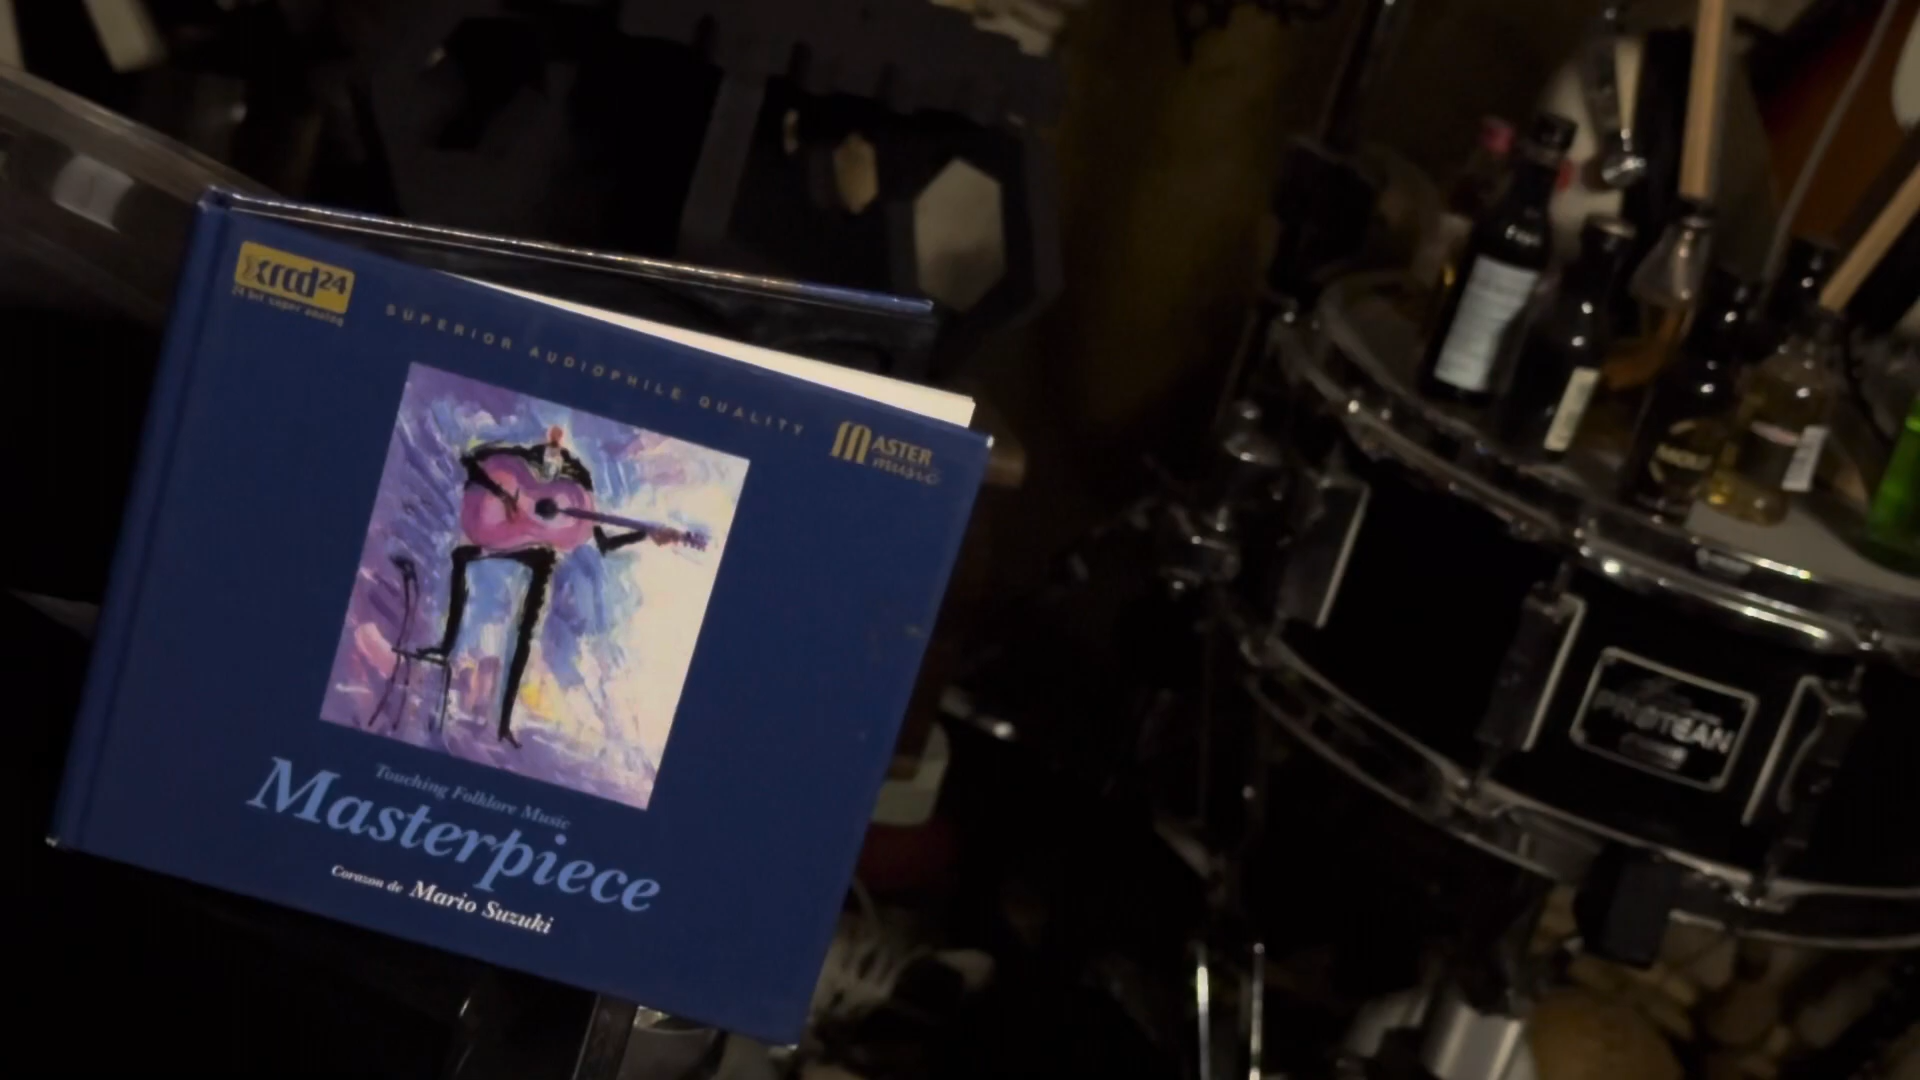 xrcd24
24 bit super analog
SUPERIOR AUDIOPHILE QUALITY
MASTER
music
Touching Folklore Music
Masterpiece
Corazon de Mario Suzuki
PROTEAN